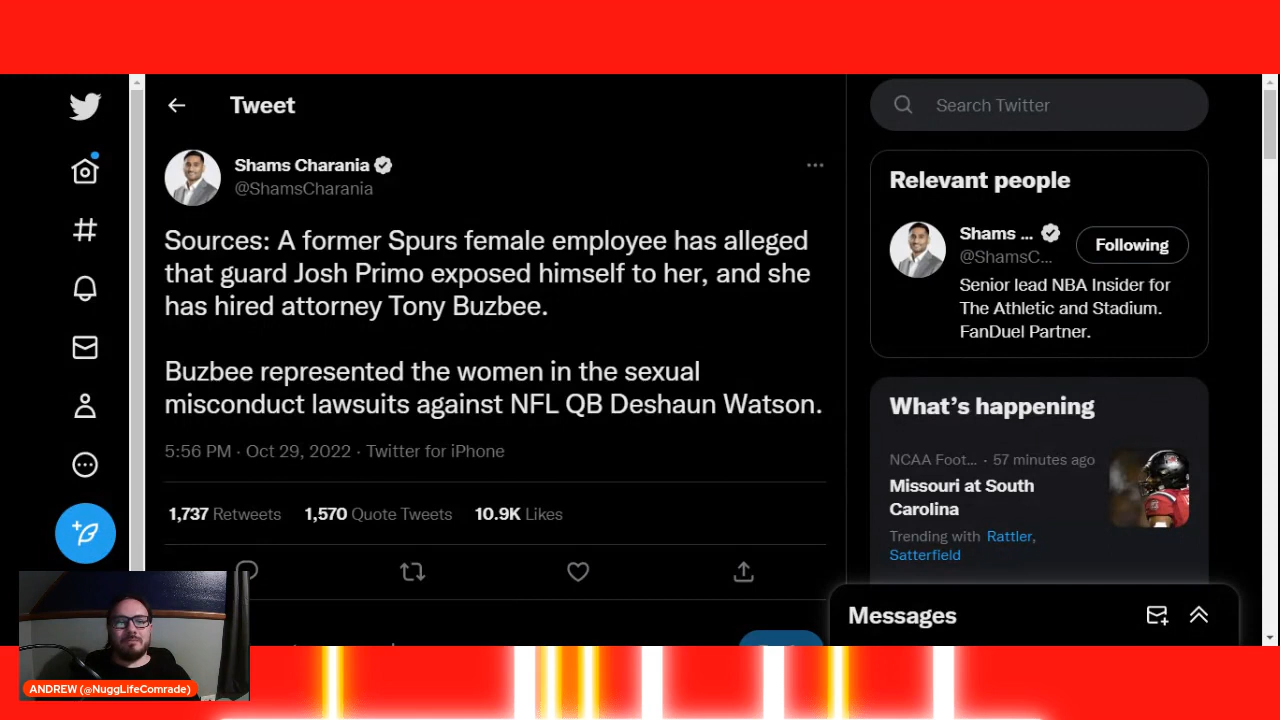 Tweet
Shams Charania
@ShamsCharania
Sources: A former Spurs female employee has alleged
that guard Josh Primo exposed himself to her, and she
has hired attorney Tony Buzbee.
Buzbee represented the women in the sexual
misconduct lawsuits against NFL QB Deshaun Watson.
5:56 PM · Oct 29, 2022 · Twitter for iPhone
1,737 Retweets 1,570 Quote Tweets 10.9K Likes
Search Twitter
Relevant people
Shams ...
@ShamsC...
Following
Senior lead NBA Insider for
The Athletic and Stadium.
FanDuel Partner.
What's happening
NCAA Foot... · 57 minutes ago
Missouri at South
Carolina
Trending with Rattler,
Satterfield
Messages
ANDREW (@NuggLifeComrade)